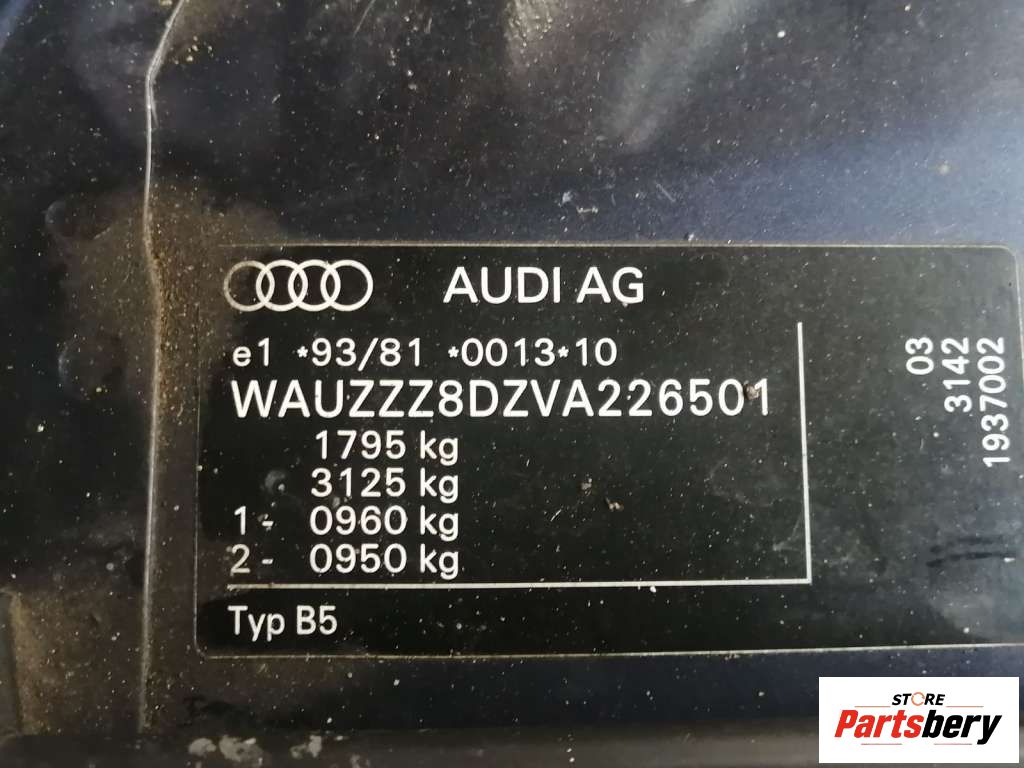 AUDI AG
e1 *93/81 *0013*10
WAUZZZ8DZVA226501
1795 kg
3125 kg
1- 0960 kg
2- 0950 kg
Typ B5
03
3142
1937002
STORE
Partsbery